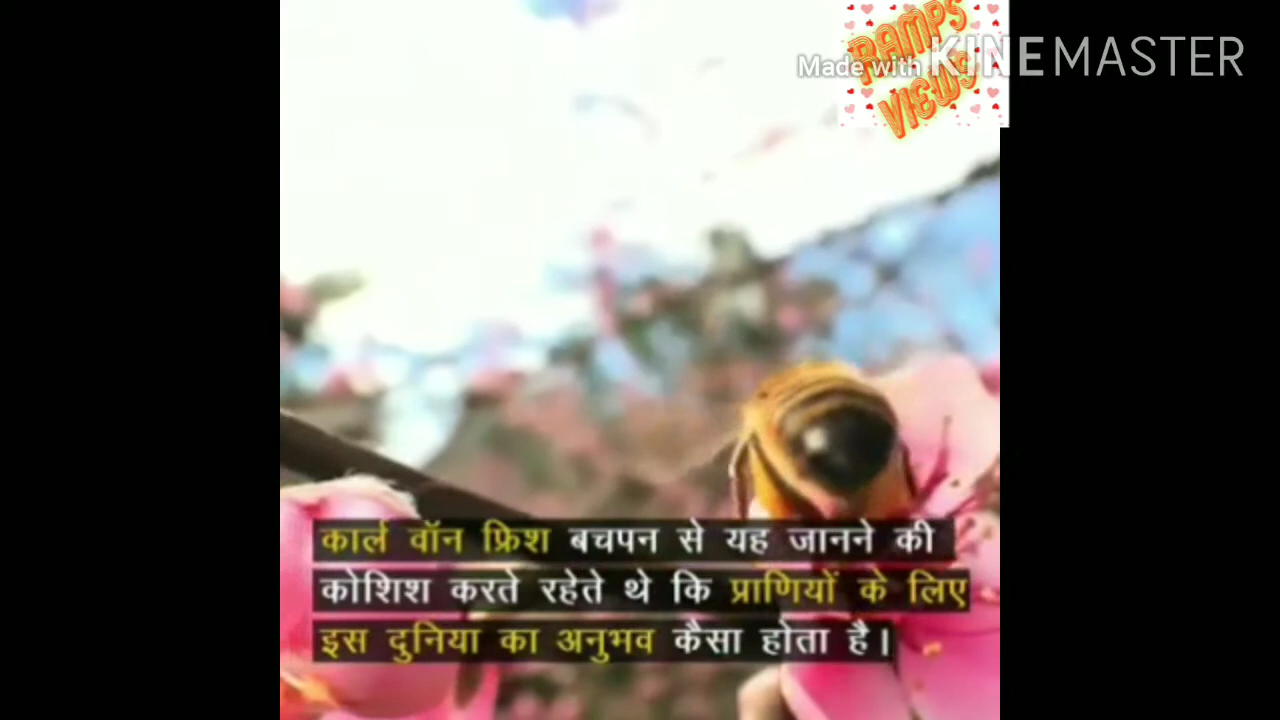 RAMPS
VIEWS
Made with KINEMASTER
कार्ल वॉन फ्रिश बचपन से यह जानने की
कोशिश करते रहेते थे कि प्राणियों के लिए
इस दुनिया का अनुभव कैसा होता है।